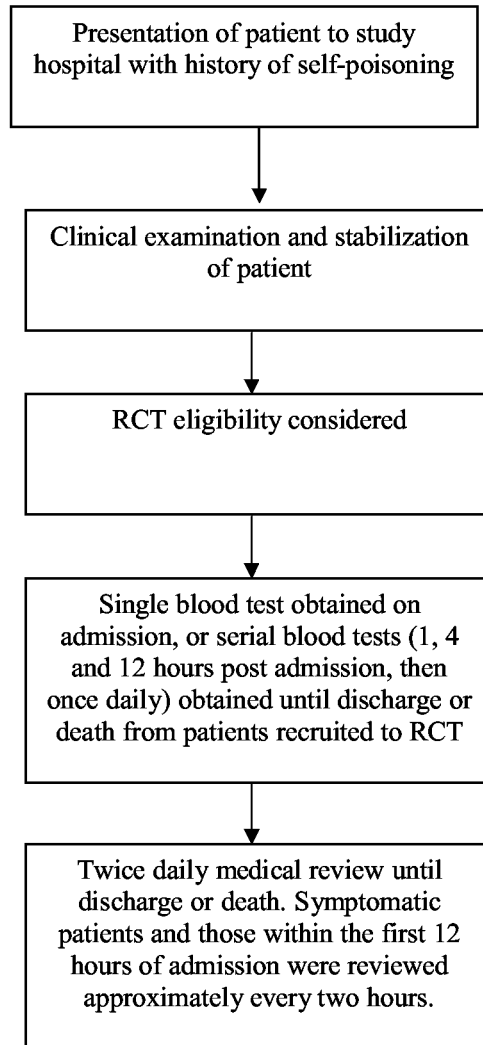 Presentation of patient to study
hospital with history of self-poisoning
Clinical examination and stabilization
of patient
RCT eligibility considered
Single blood test obtained on
admission, or serial blood tests (1, 4
and 12 hours post admission, then
once daily) obtained until discharge or
death from patients recruited to RCT
Twice daily medical review until
discharge or death. Symptomatic
patients and those within the first 12
hours of admission were reviewed
approximately every two hours.